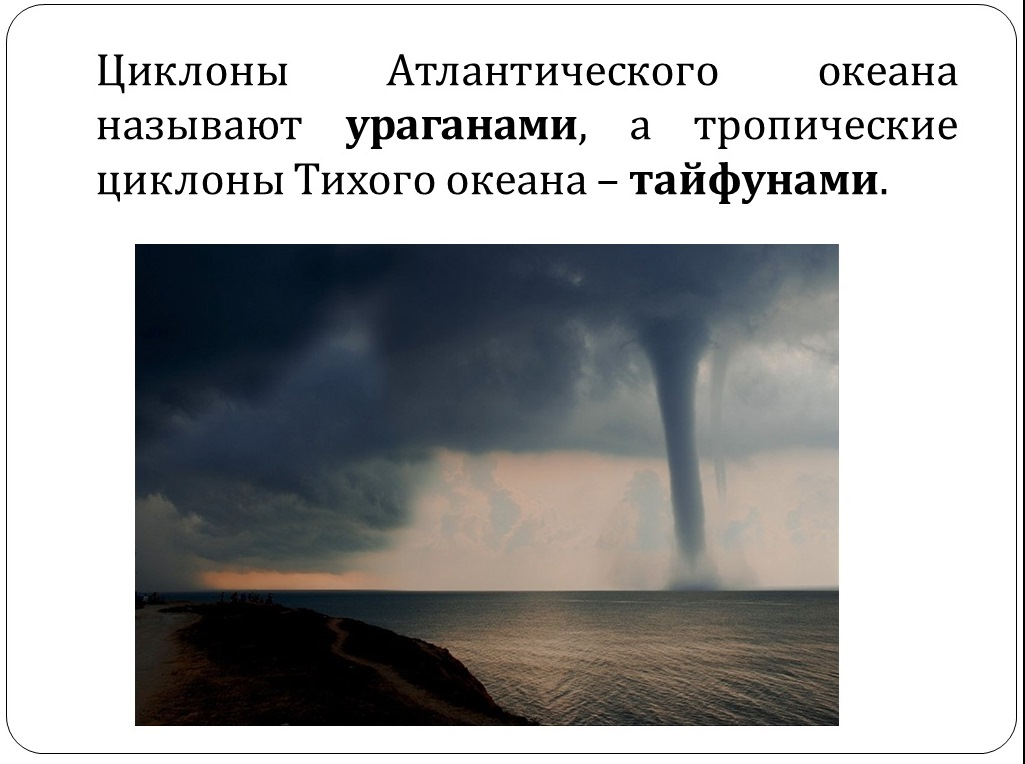 Циклоны Атлантического океана
называют ураганами, а тропические
циклоны Тихого океана – тайфунами.